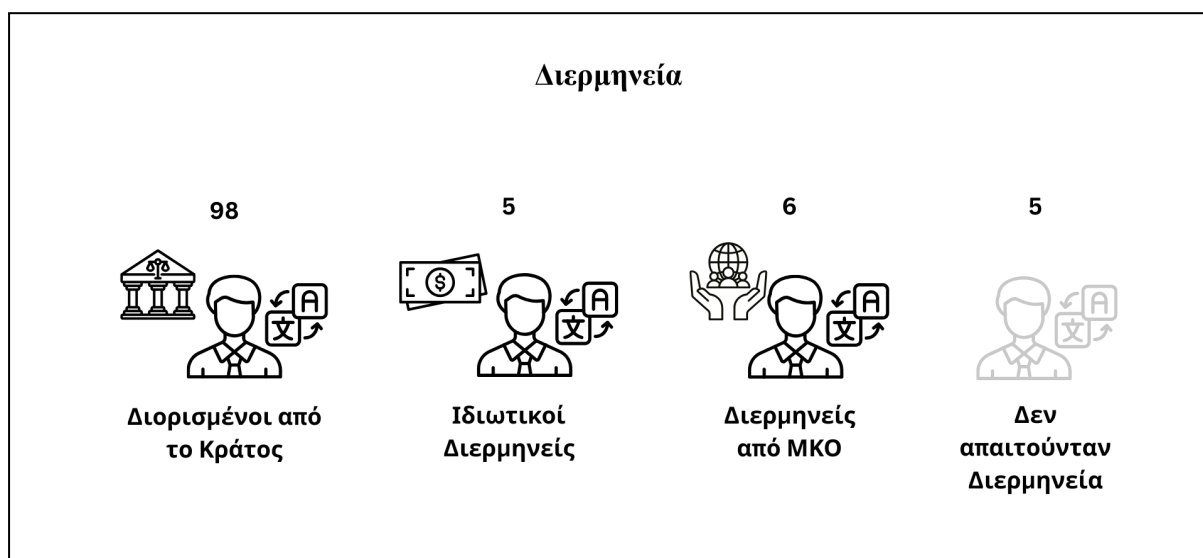 Διερμηνεία
98
5
6
5
Διορισμένοι από
το Κράτος
Ιδιωτικοί
Διερμηνείς
Διερμηνείς
από ΜΚΟ
Δεν
απαιτούνταν
Διερμηνεία